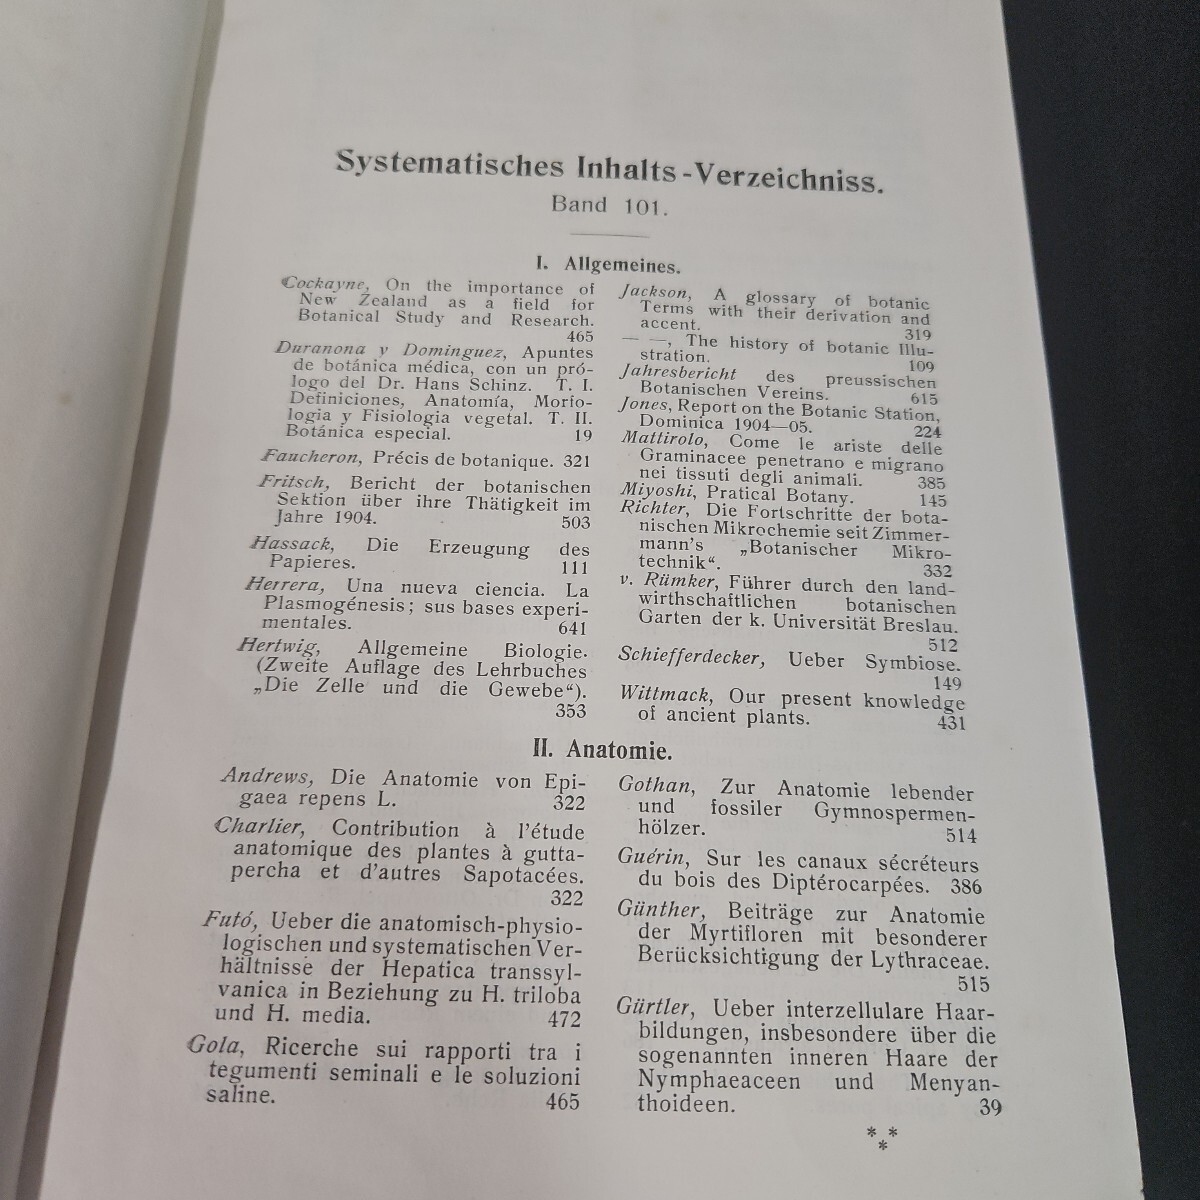 Systematisches Inhalts-Verzeichniss.
Band 101.
I. Allgemeines.
Cockayne, On the importance of
New Zealand as a field for
Botanical Study and Research.
465
Duranona y Dominguez, Apuntes
de botánica médica, con un pró-
logo del Dr. Hans Schinz. T. I.
Definiciones, Anatomía, Morfo-
logia y Fisiologia vegetal. T. II.
Botánica especial. 19
Faucheron, Précis de botanique. 321
Fritsch, Bericht der botanischen
Sektion über ihre Thätigkeit im
Jahre 1904. 503
Hassack, Die Erzeugung des
Papieres. 111
Herrera, Una nueva ciencia. La
Plasmogénesis; sus bases experi-
mentales. 641
Hertwig, Allgemeine Biologie.
(Zweite Auflage des Lehrbuches
„Die Zelle und die Gewebe“).
353
Jackson, A glossary of botanic
Terms with their derivation and
accent. 319
— —, The history of botanic Illu-
stration. 109
Jahresbericht des preussischen
Botanischen Vereins. 615
Jones, Report on the Botanic Station,
Dominica 1904—05. 224
Mattirolo, Come le ariste delle
Graminacee penetrano e migrano
nei tissuti degli animali. 385
Miyoshi, Pratical Botany. 145
Richter, Die Fortschritte der bota-
nischen Mikrochemie seit Zimmer-
mann's „Botanischer Mikro-
technik“. 332
v. Rümker, Führer durch den land-
wirthschaftlichen botanischen
Garten der k. Universität Breslau.
512
Schiefferdecker, Ueber Symbiose.
149
Wittmack, Our present knowledge
of ancient plants. 431
II. Anatomie.
Andrews, Die Anatomie von Epi-
gaea repens L. 322
Charlier, Contribution à l'étude
anatomique des plantes à gutta-
percha et d'autres Sapotacées.
322
Futó, Ueber die anatomisch-physio-
logischen und systematischen Ver-
hältnisse der Hepatica transsyl-
vanica in Beziehung zu H. triloba
und H. media. 472
Gola, Ricerche sui rapporti tra i
tegumenti seminali e le soluzioni
saline. 465
Gothan, Zur Anatomie lebender
und fossiler Gymnospermen-
hölzer. 514
Guérin, Sur les canaux sécréteurs
du bois des Diptérocarpées. 386
Günther, Beiträge zur Anatomie
der Myrtifloren mit besonderer
Berücksichtigung der Lythraceae.
515
Gürtler, Ueber interzellulare Haar-
bildungen, insbesondere über die
sogenannten inneren Haare der
Nymphaeaceen und Menyan-
thoideen. 39
* * *